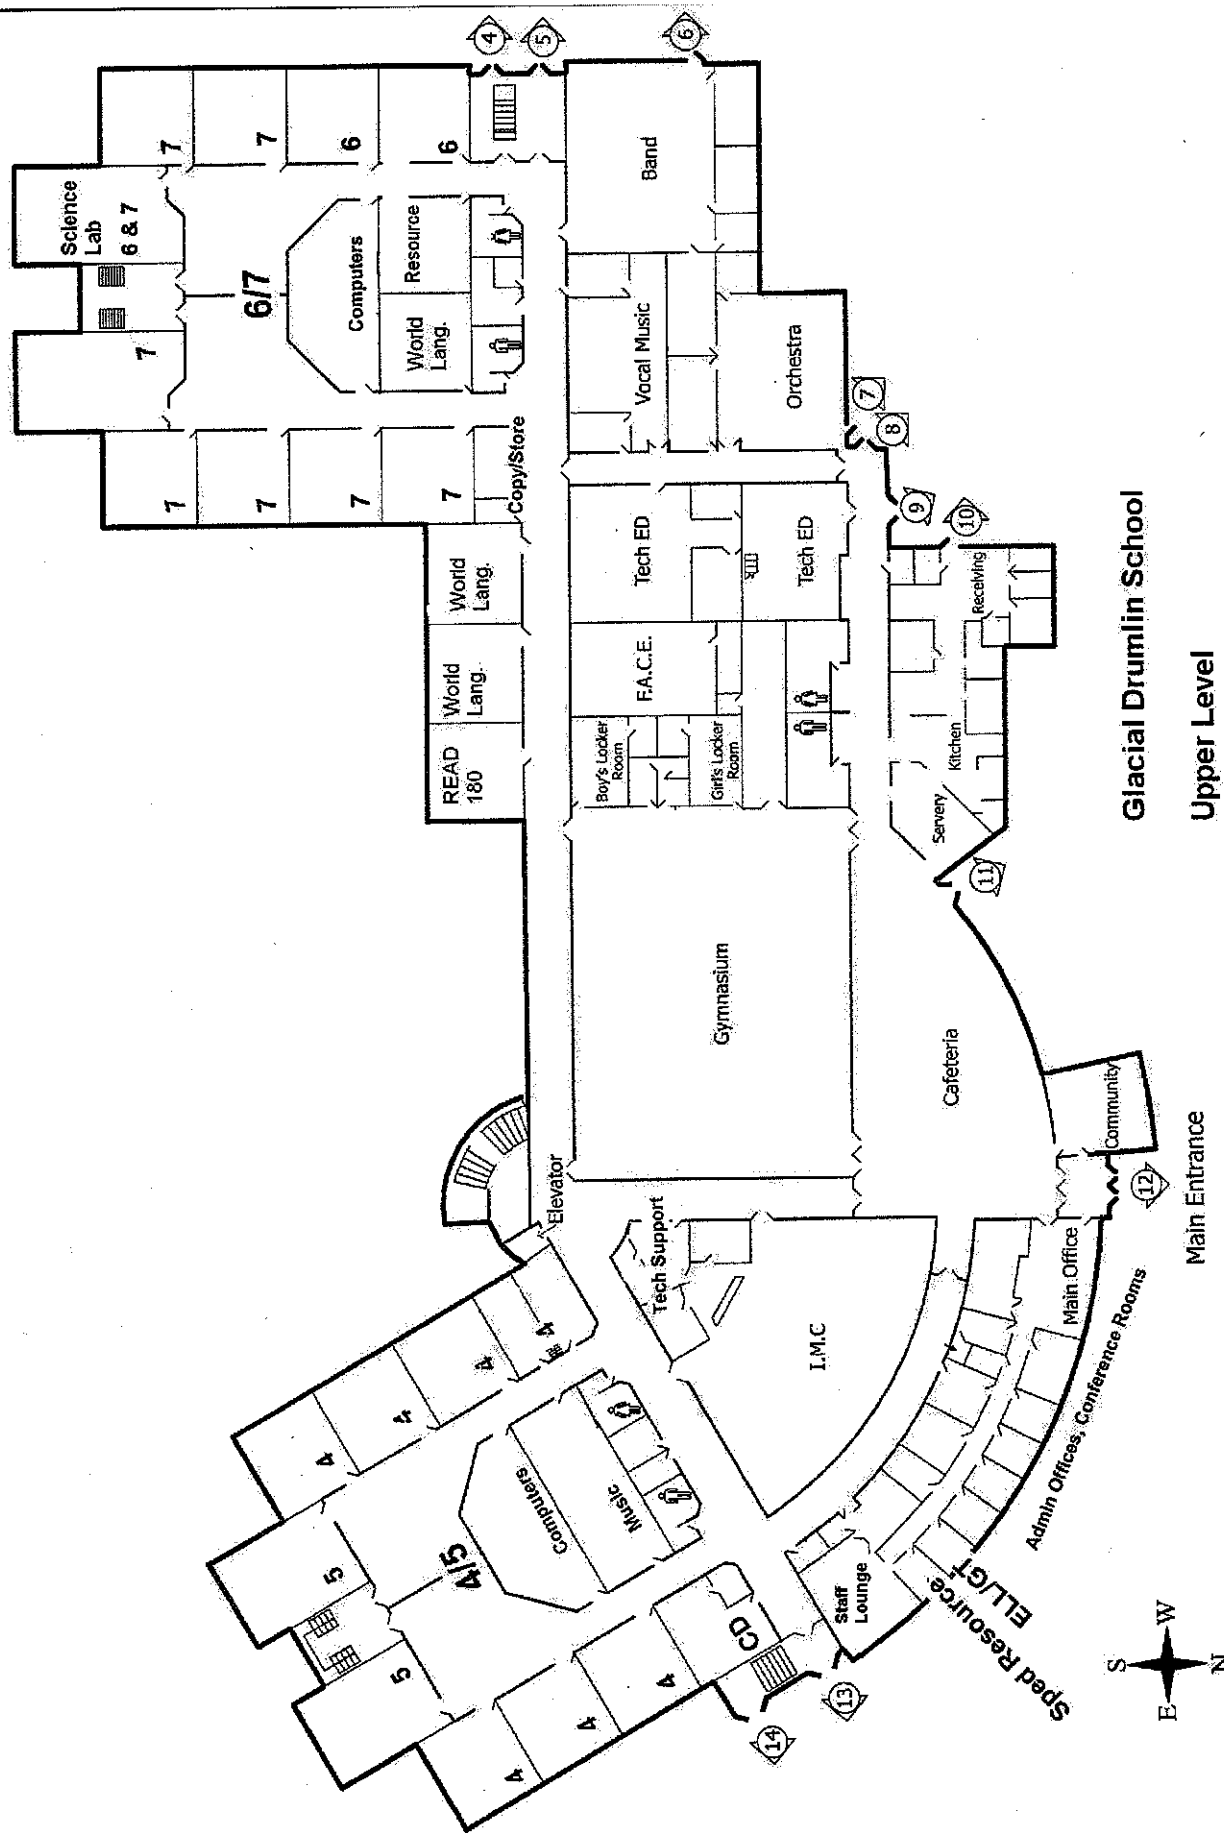 Glacial Drumlin School
Upper Level
Science
Lab
6 & 7
7
7
7
6
6
7
7
7
7
7
6/7
Computers
Resource
World
Lang.
Copy/Store
4
5
6
Band
Vocal Music
Orchestra
7
8
9
10
World
Lang.
World
Lang.
READ
180
Tech ED
Tech ED
F.A.C.E.
Boy's Locker
Room
Girl's Locker
Room
Receiving
Kitchen
Servery
11
Gymnasium
Cafeteria
Community
12
Main Entrance
Elevator
Tech Support
I.M.C
Main Office
Admin Offices, Conference Rooms
4
4
4
4
5
5
4/5
Computers
Music
4
4
4
CD
Staff
Lounge
Sped Resource
ELL/GT
13
14
S
W
E
N